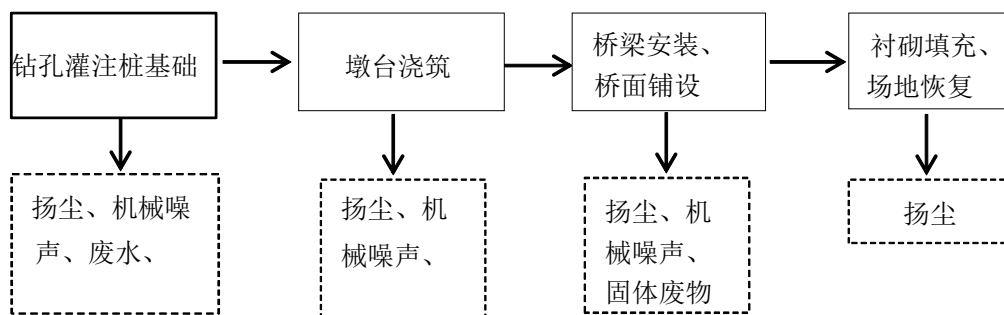 钻孔灌注桩基础
墩台浇筑
桥梁安装、
桥面铺设
衬砌填充、
场地恢复
扬尘、机械噪
声、废水、
扬尘、机
械噪声、
扬尘、机
械噪声、
固体废物
扬尘